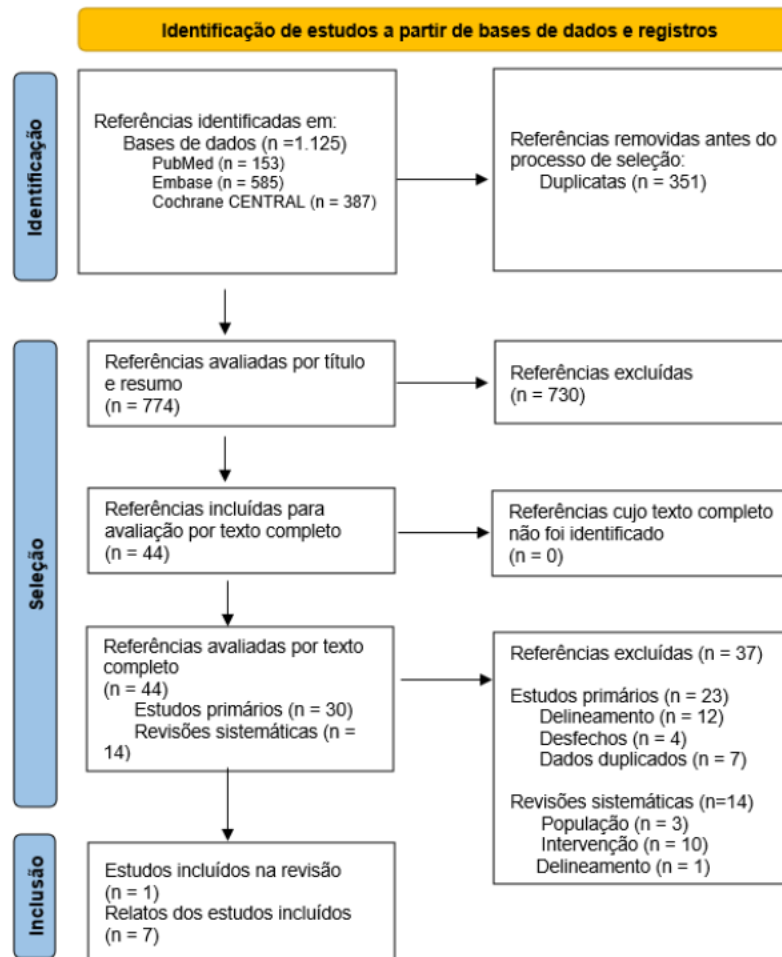 Identificação de estudos a partir de bases de dados e registros
Identificação
Referências identificadas em:
Bases de dados (n =1.125)
PubMed (n = 153)
Embase (n = 585)
Cochrane CENTRAL (n = 387)
Referências removidas antes do
processo de seleção:
Duplicatas (n = 351)
Seleção
Referências avaliadas por título
e resumo
(n = 774)
Referências excluídas
(n = 730)
Referências incluídas para
avaliação por texto completo
(n = 44)
Referências cujo texto completo
não foi identificado
(n = 0)
Referências avaliadas por texto
completo
(n = 44)
Estudos primários (n = 30)
Revisões sistemáticas (n =
14)
Referências excluídas (n = 37)
Estudos primários (n = 23)
Delineamento (n = 12)
Desfechos (n = 4)
Dados duplicados (n = 7)
Revisões sistemáticas (n=14)
População (n = 3)
Intervenção (n = 10)
Delineamento (n = 1)
Inclusão
Estudos incluídos na revisão
(n = 1)
Relatos dos estudos incluídos
(n = 7)